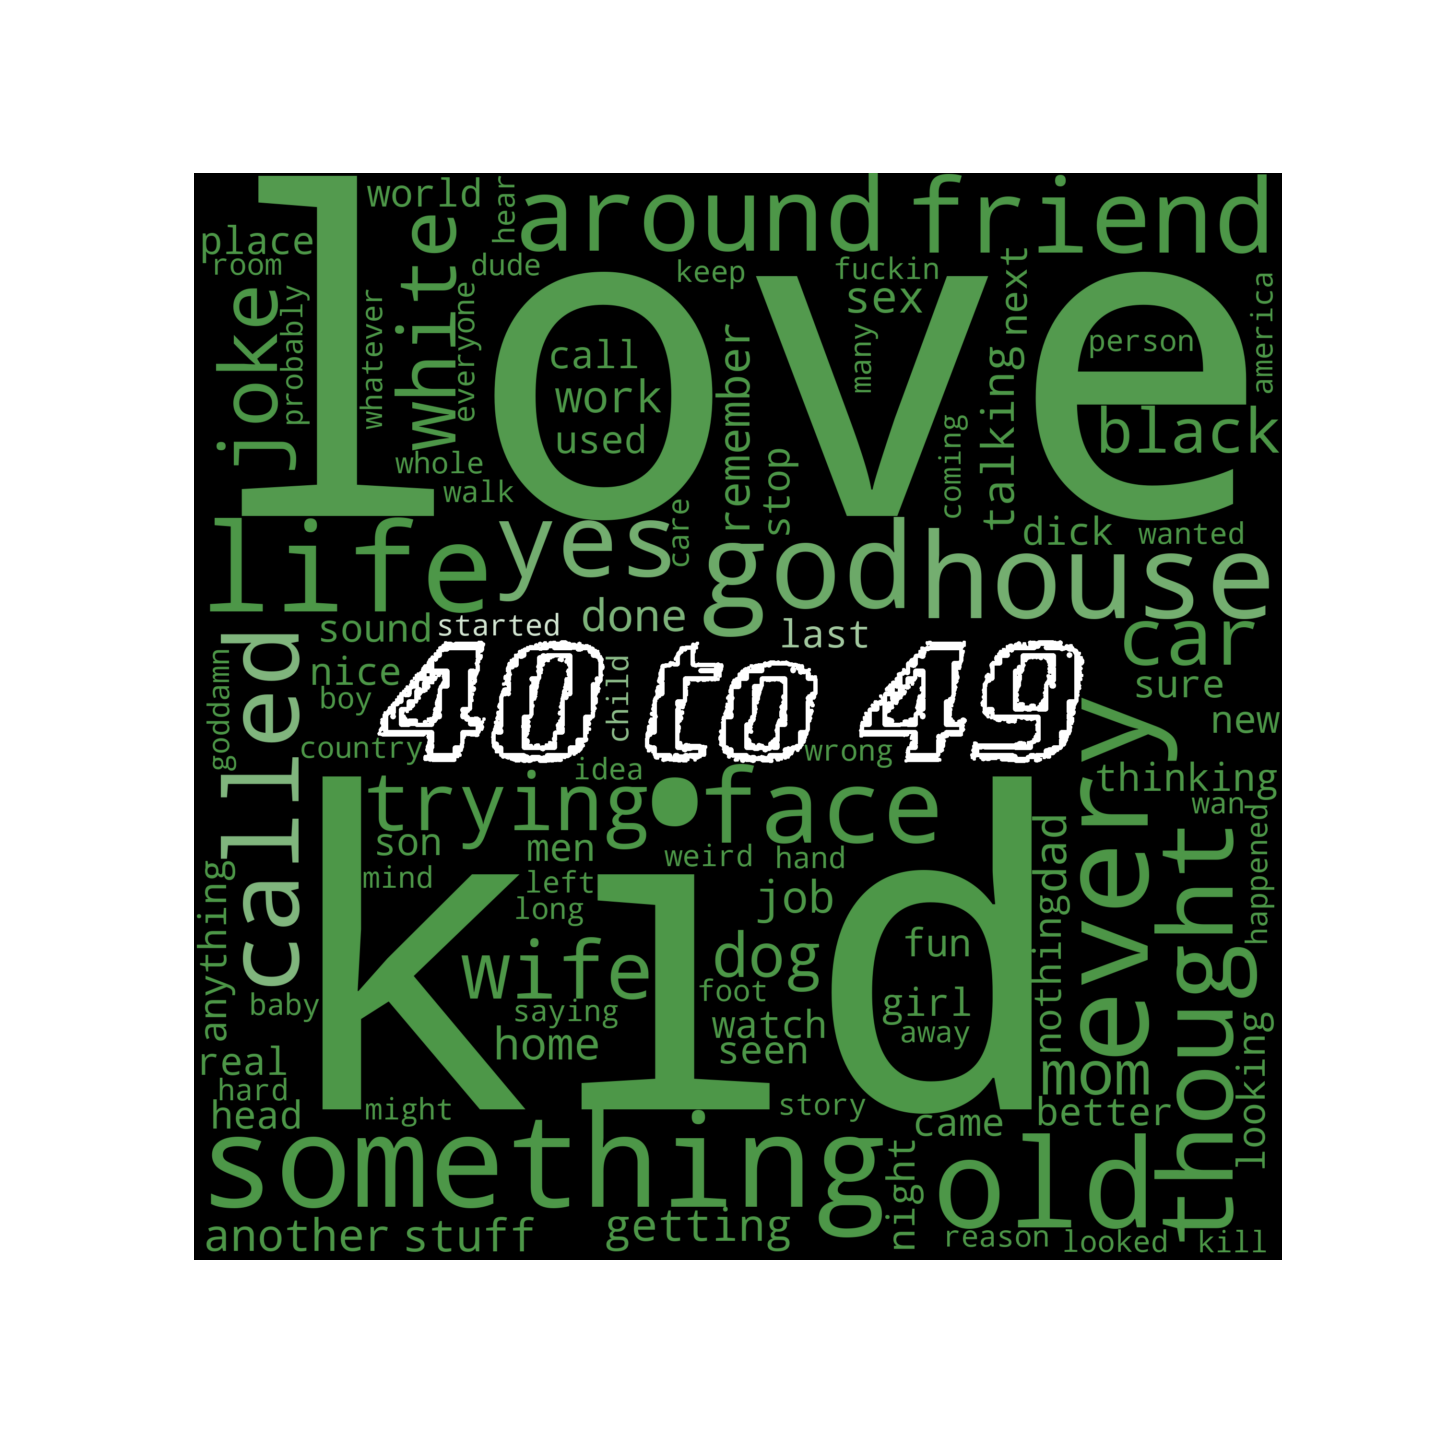 world
hear
around
friend
place
room
white
dude
keep
fuckin
sex
next
love
joke
probably
whatever
everyone
call
work
used
remember
many
talking
person
america
black
whole
walk
stop
coming
care
dick
wanted
life
yes
god
house
sound
started
done
last
car
called
goddamn
nice
boy
child
40 to 49
sure
new
country
idea
wrong
every
trying
face
thinking
wan
son
men
weird
hand
mind
left
long
job
nothing
dad
thought
happened
anything
kid
wife
dog
fun
baby
saying
foot
girl
home
watch
seen
away
real
hard
head
might
story
mom
better
came
looking
something
old
night
another
stuff
getting
reason
looked
kill